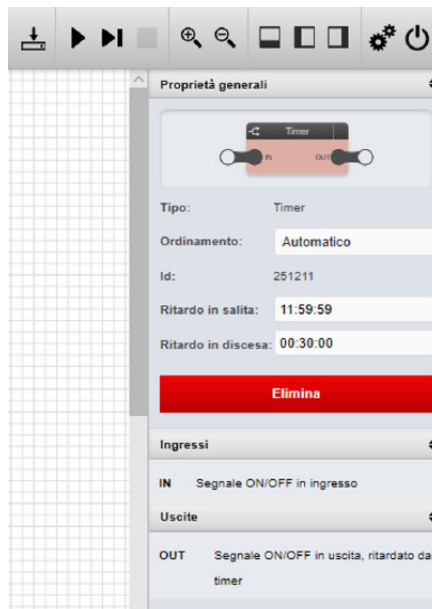 Proprietà generali
Timer
IN OUT
Tipo: Timer
Ordinamento: Automatico
Id: 251211
Ritardo in salita: 11:59:59
Ritardo in discesa: 00:30:00
Elimina
Ingressi
IN Segnale ON/OFF in ingresso
Uscite
OUT Segnale ON/OFF in uscita, ritardato da
timer